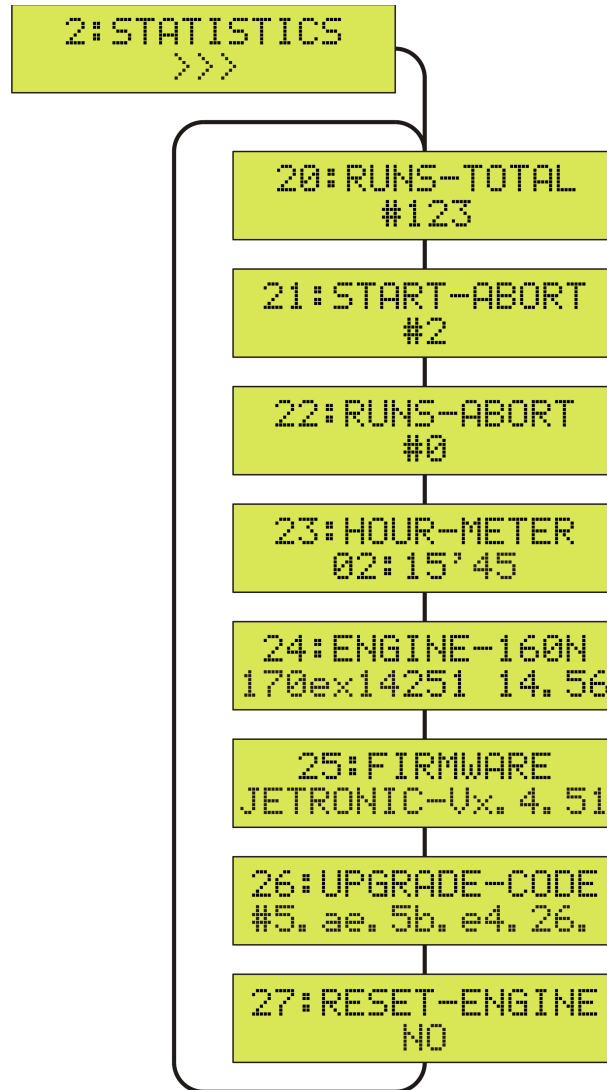 2:STATISTICS
>>>
20:RUNS-TOTAL
#123
21:START-ABORT
#2
22:RUNS-ABORT
#0
23:HOUR-METER
02:15'45
24:ENGINE-160N
170ex14251 14.56
25:FIRMWARE
JETRONIC-Vx.4.51
26:UPGRADE-CODE
#5.ae.5b.e4.26.
27:RESET-ENGINE
NO